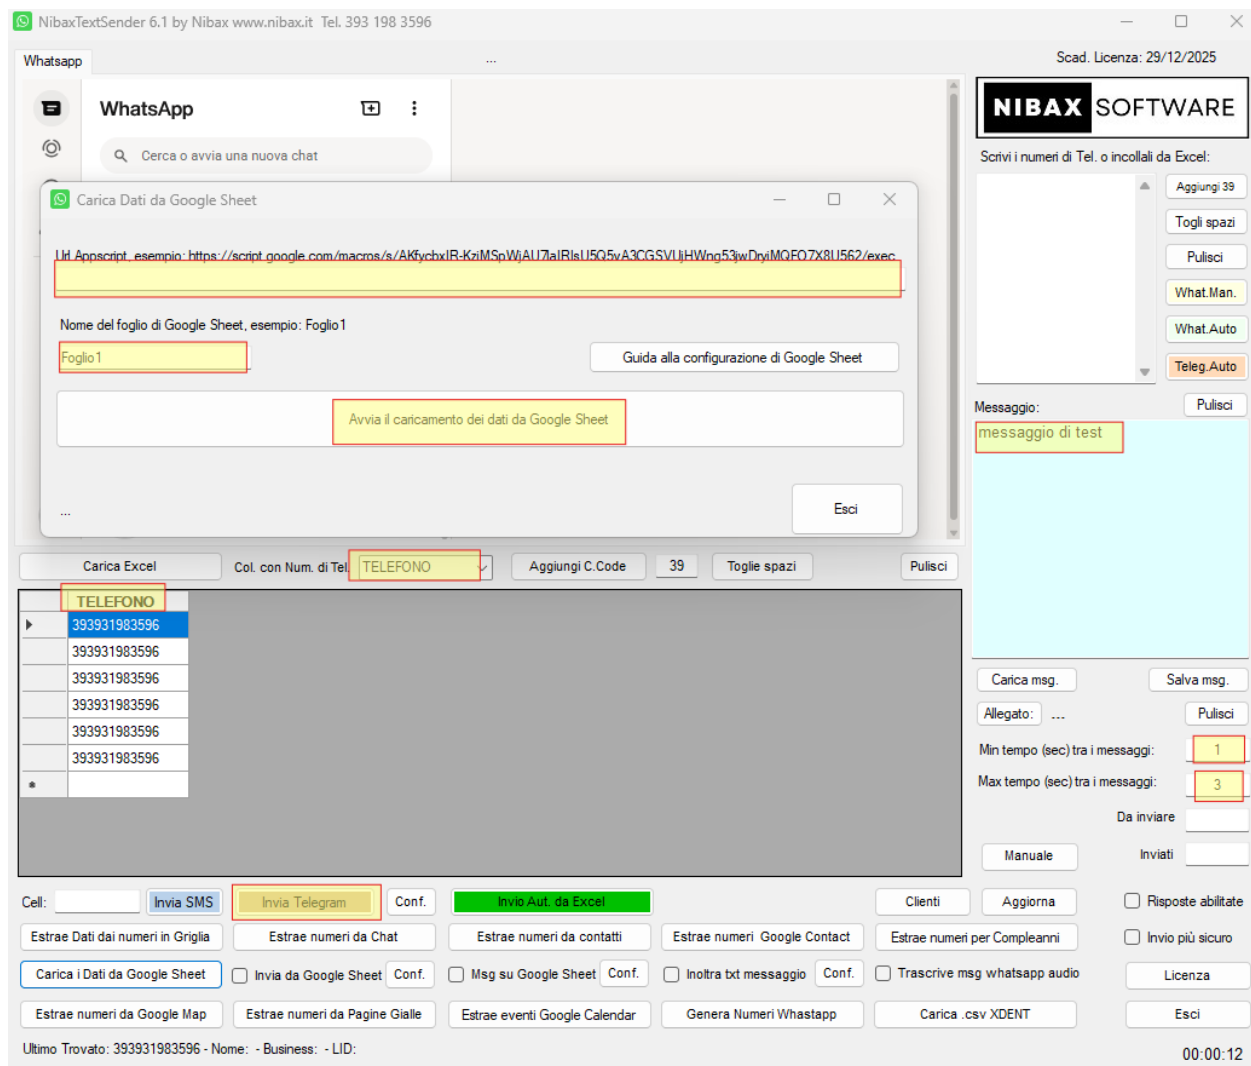 NibaxTextSender 6.1 by Nibax www.nibax.it Tel. 393 198 3596
Whatsapp
...
Scad. Licenza: 29/12/2025
WhatsApp
Cerca o avvia una nuova chat
NIBAX SOFTWARE
Scrivi i numeri di Tel. o incollali da Excel:
Aggiungi 39
Togli spazi
Pulisci
What.Man.
What.Auto
Teleg.Auto
Carica Dati da Google Sheet
Url Appscript, esempio: https://script.google.com/macros/s/
Nome del foglio di Google Sheet, esempio: Foglio1
Foglio1
Guida alla configurazione di Google Sheet
Avvia il caricamento dei dati da Google Sheet
...
Esci
Messaggio:
Pulisci
messaggio di test
Carica Excel
Col. con Num. di Tel.
TELEFONO
Aggiungi C.Code
39
Toglie spazi
Pulisci
TELEFONO
393931983596
393931983596
393931983596
393931983596
393931983596
393931983596
Carica msg.
Salva msg.
Allegato:
...
Pulisci
Min tempo (sec) tra i messaggi:
1
Max tempo (sec) tra i messaggi:
3
Da inviare
Manuale
Inviati
Cell:
Invia SMS
Invia Telegram
Conf.
Invio Aut. da Excel
Clienti
Aggiorna
Risposte abilitate
Estrae Dati dai numeri in Griglia
Estrae numeri da Chat
Estrae numeri da contatti
Estrae numeri Google Contact
Estrae numeri per Compleanni
Invio più sicuro
Carica i Dati da Google Sheet
Invia da Google Sheet
Conf.
Msg su Google Sheet
Conf.
Inoltra txt messaggio
Conf.
Trascrive msg whatsapp audio
Licenza
Estrae numeri da Google Map
Estrae numeri da Pagine Gialle
Estrae eventi Google Calendar
Genera Numeri Whastapp
Carica .csv XDENT
Esci
Ultimo Trovato: 393931983596 - Nome: - Business: - LID:
00:00:12